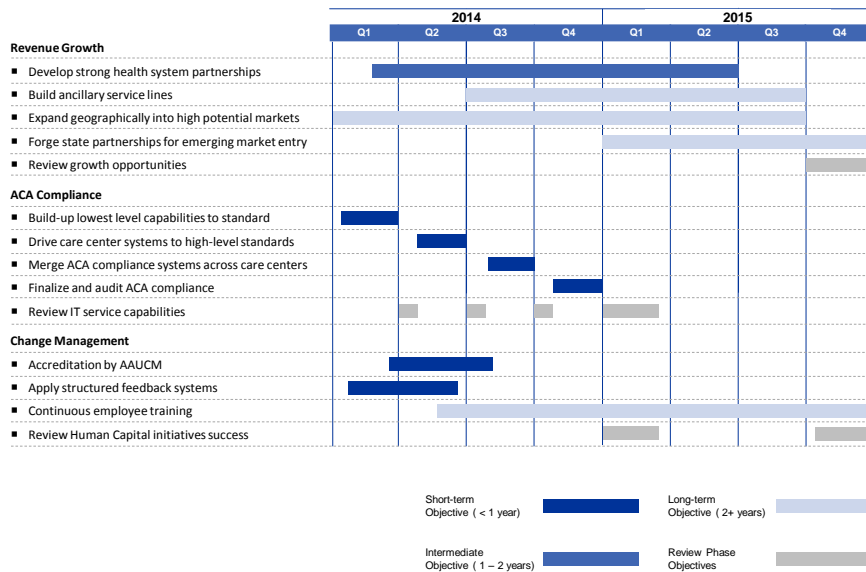 2014 2015
Q1 Q2 Q3 Q4 Q1 Q2 Q3 Q4
Revenue Growth
▪ Develop strong health system partnerships
▪ Build ancillary service lines
▪ Expand geographically into high potential markets
▪ Forge state partnerships for emerging market entry
▪ Review growth opportunities
ACA Compliance
▪ Build-up lowest level capabilities to standard
▪ Drive care center systems to high-level standards
▪ Merge ACA compliance systems across care centers
▪ Finalize and audit ACA compliance
▪ Review IT service capabilities
Change Management
▪ Accreditation by AAUCM
▪ Apply structured feedback systems
▪ Continuous employee training
▪ Review Human Capital initiatives success
Short-term
Objective ( < 1 year)
Long-term
Objective ( 2+ years)
Intermediate
Objective ( 1 – 2 years)
Review Phase
Objectives